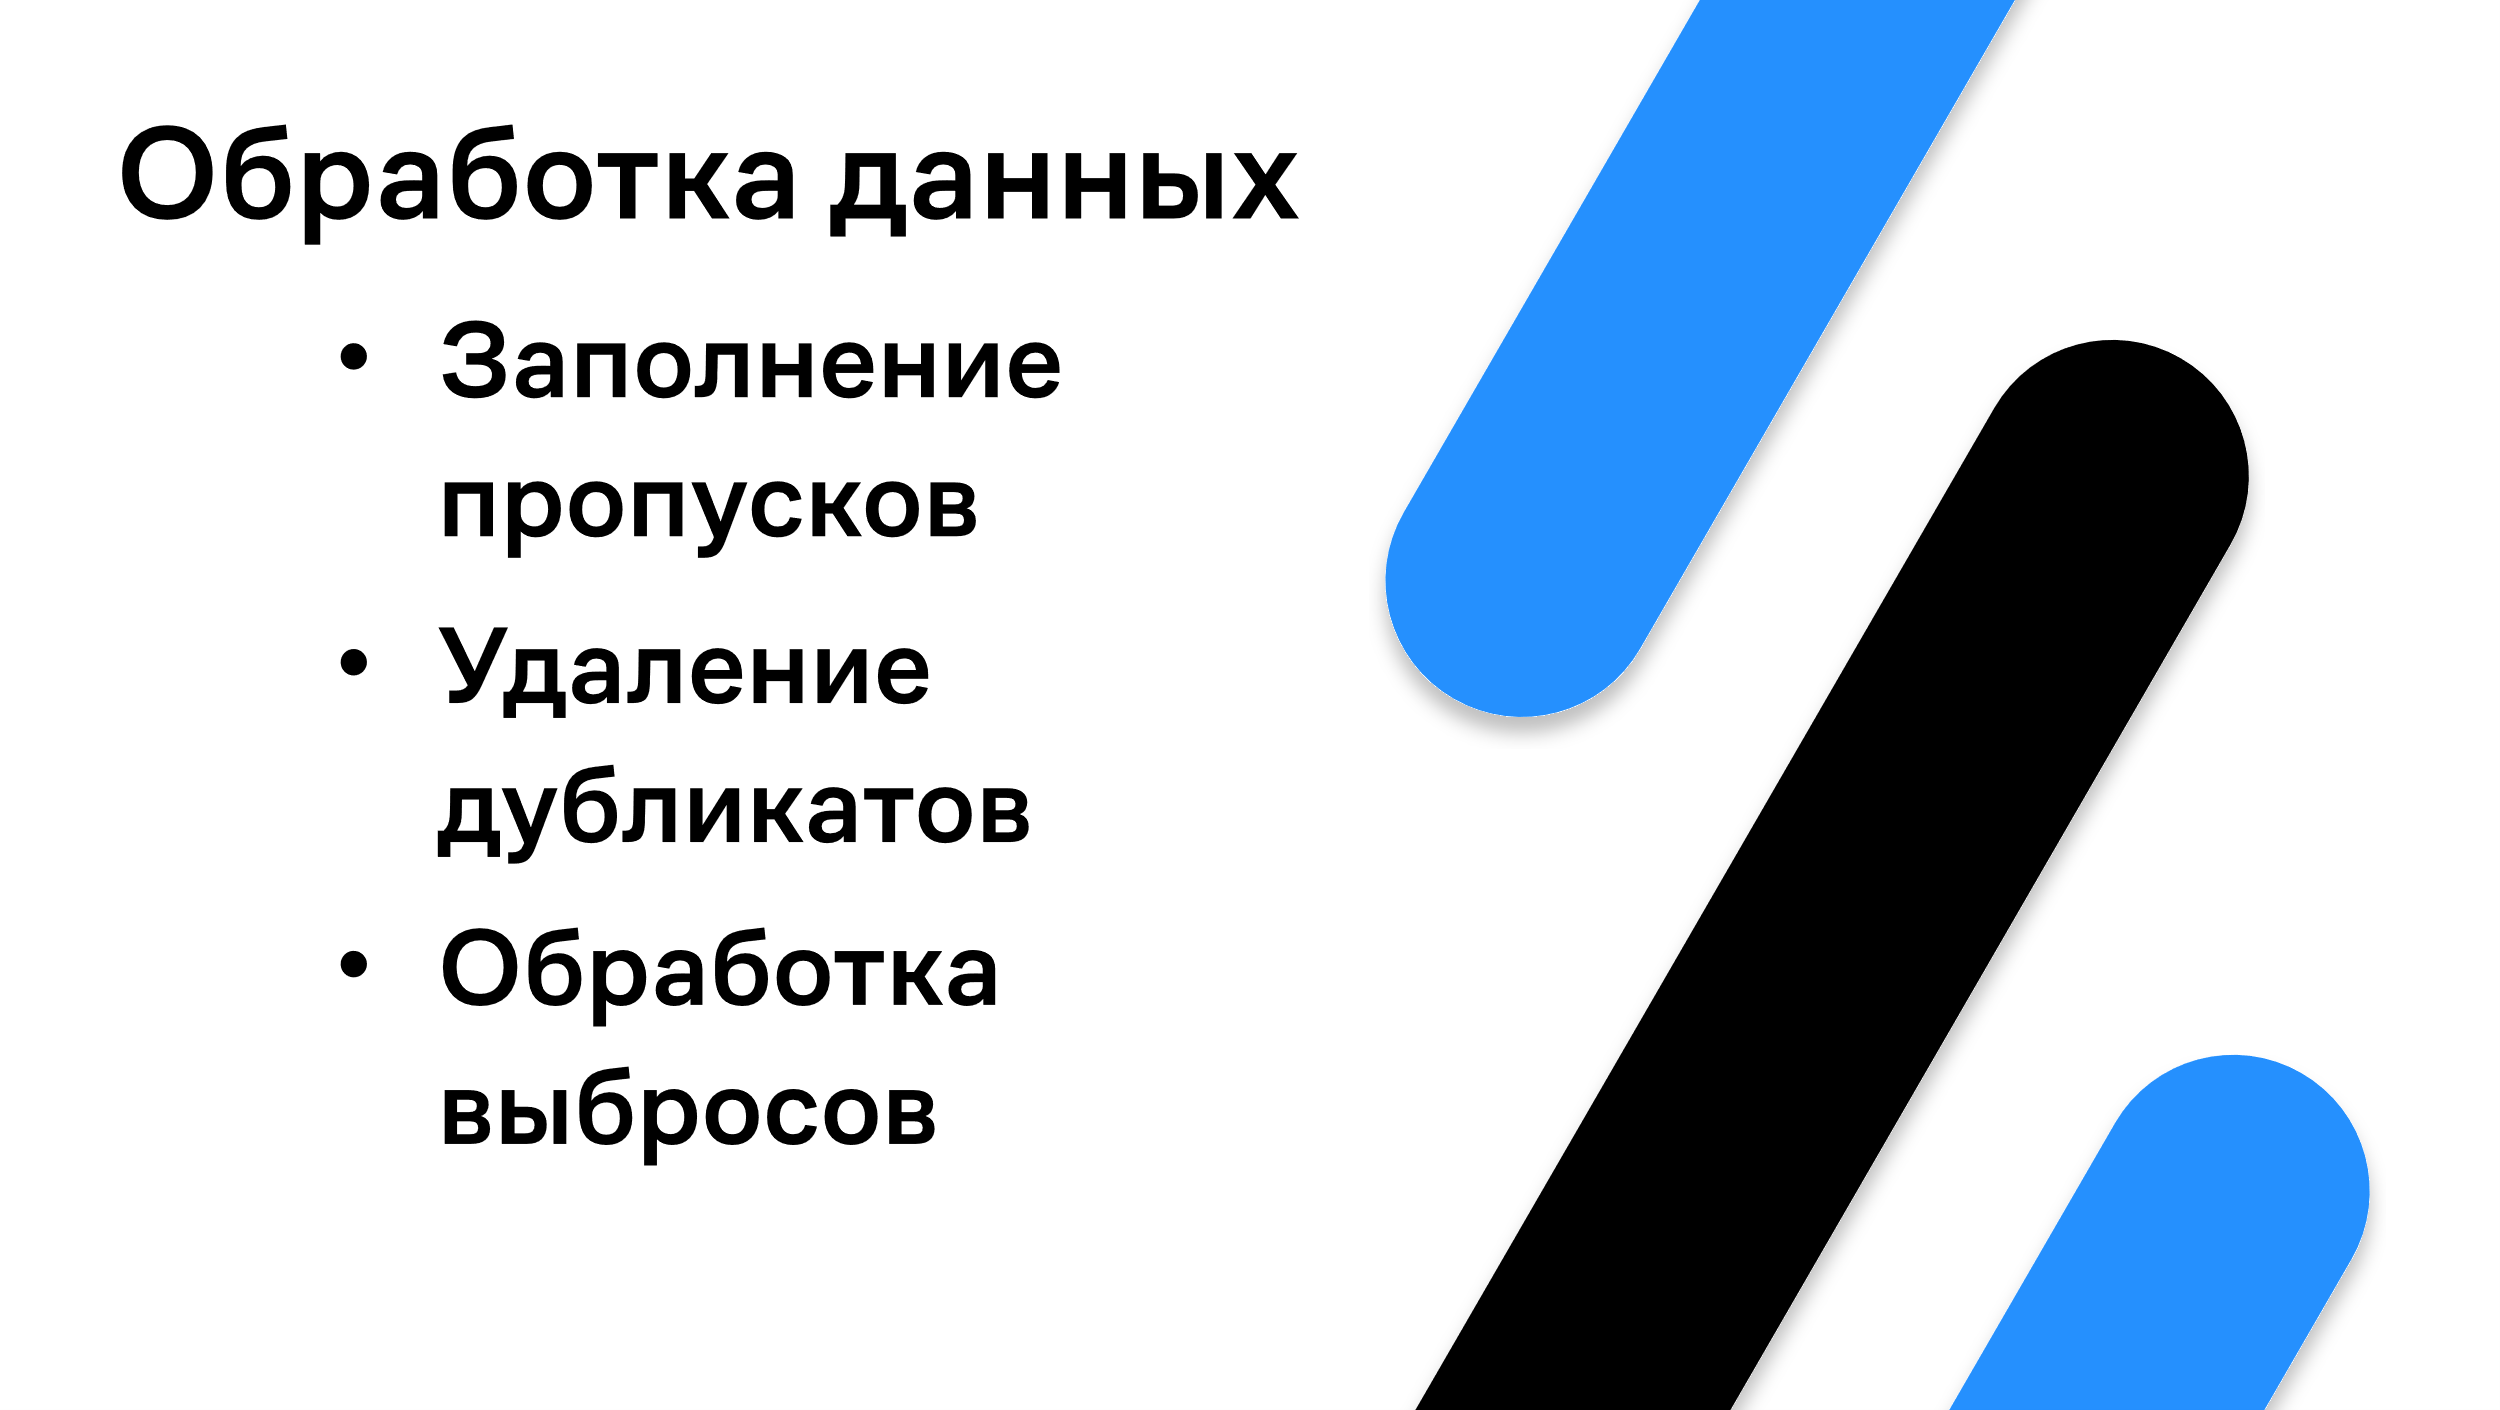 Обработка данных
• Заполнение
пропусков
• Удаление
дубликатов
• Обработка
выбросов